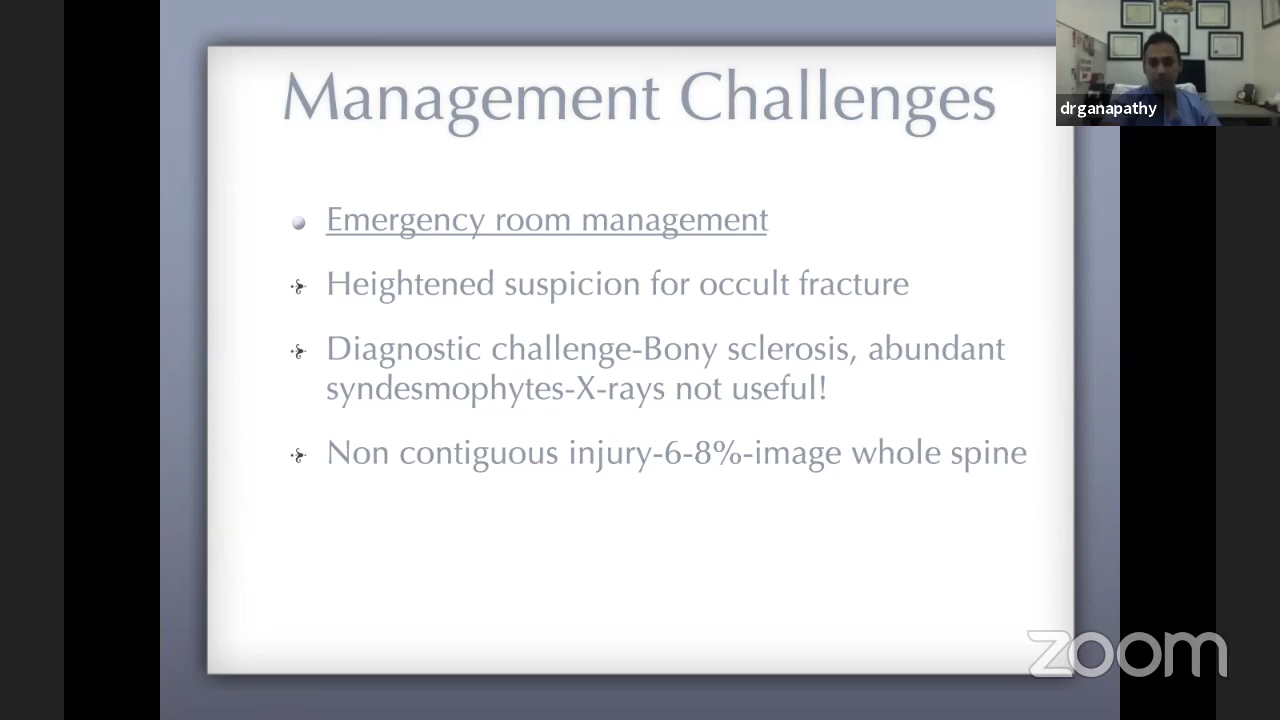 Management Challenges
drganapathy
Emergency room management
Heightened suspicion for occult fracture
Diagnostic challenge-Bony sclerosis, abundant
syndesmophytes-X-rays not useful!
Non contiguous injury-6-8%-image whole spine
zoom